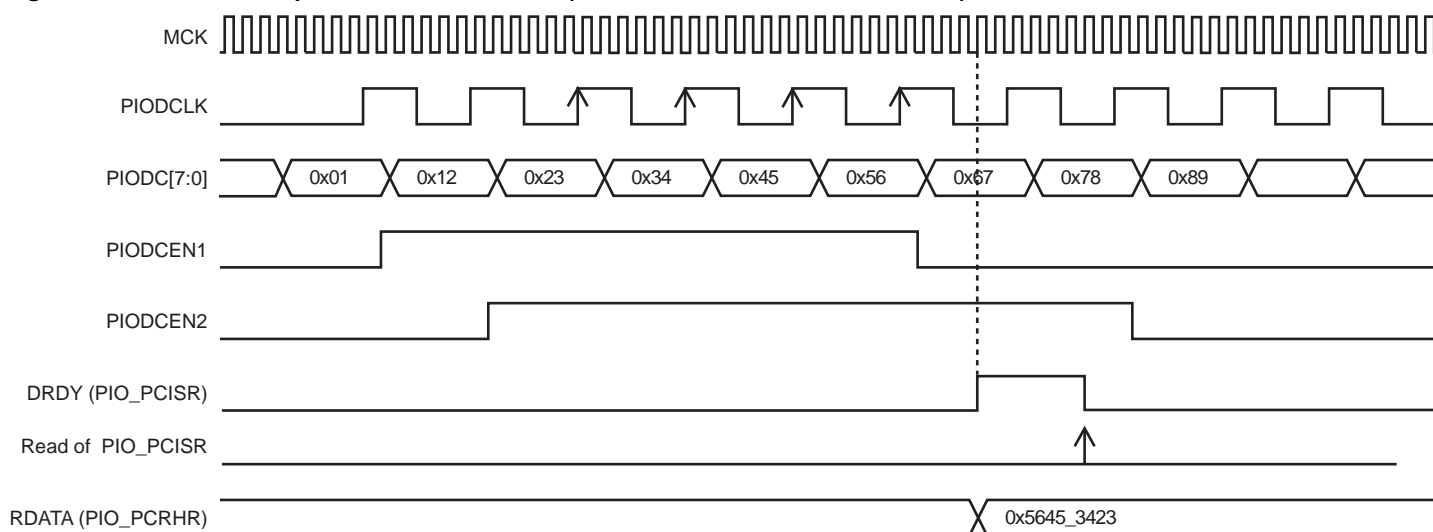 MCK
PIODCLK
PIODC[7:0] 0x01 0x12 0x23 0x34 0x45 0x56 0x67 0x78 0x89
PIODCEN1
PIODCEN2
DRDY (PIO_PCISR)
Read of PIO_PCISR
RDATA (PIO_PCRHR) 0x5645_3423